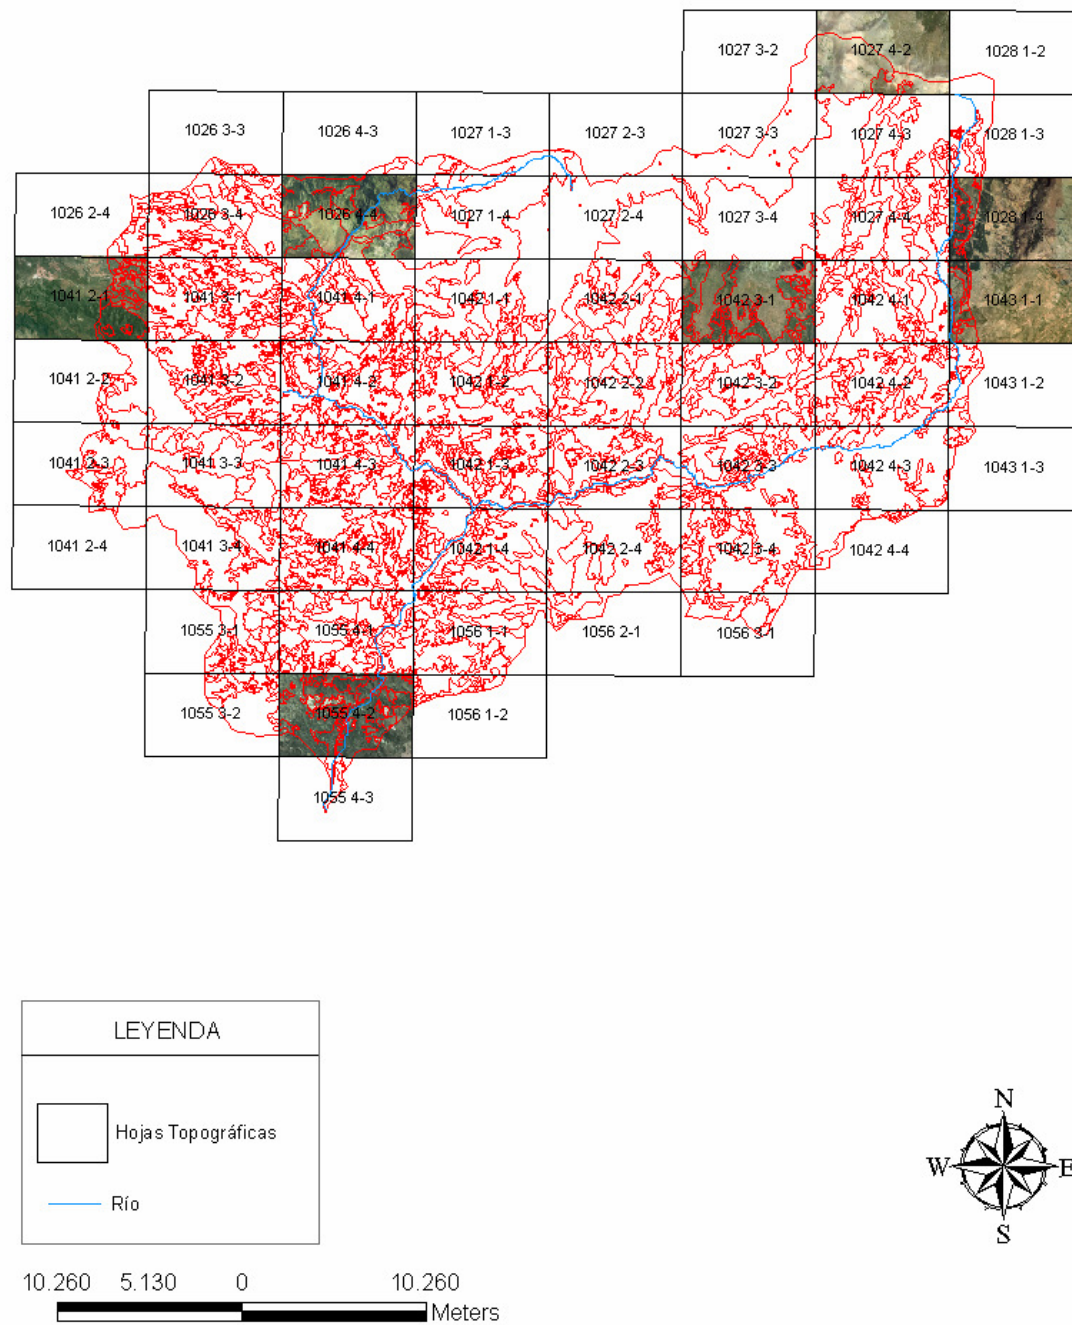 1027 3-2 1027 4-2 1028 1-2
1026 3-3 1026 4-3 1027 1-3 1027 2-3 1027 3-3 1027 4-3 1028 1-3
1026 2-4 1026 3-4 1026 4-4 1027 1-4 1027 2-4 1027 3-4 1027 4-4 1028 1-4
1041 2-1 1041 3-1 1041 4-1 1042 1-1 1042 2-1 1042 3-1 1042 4-1 1043 1-1
1041 2-2 1041 3-2 1041 4-2 1042 1-2 1042 2-2 1042 3-2 1042 4-2 1043 1-2
1041 2-3 1041 3-3 1041 4-3 1042 1-3 1042 2-3 1042 3-3 1042 4-3 1043 1-3
1041 2-4 1041 3-4 1041 4-4 1042 1-4 1042 2-4 1042 3-4 1042 4-4
1055 3-1 1055 4-1 1056 1-1 1056 2-1 1056 3-1
1055 3-2 1055 4-2 1056 1-2
1055 4-3
LEYENDA
Hojas Topográficas
Río
N
W E
S
10.260 5.130 0 10.260
Meters